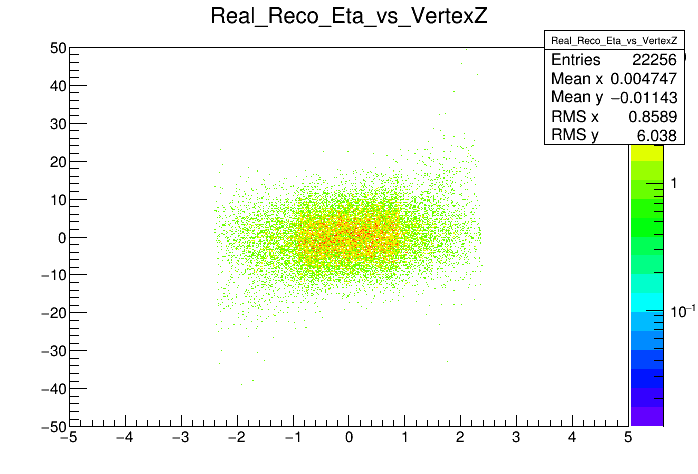 Real_Reco_Eta_vs_VertexZ
Real_Reco_Eta_vs_VertexZ
Entries 22256
Mean x 0.004747
Mean y −0.01143
RMS x 0.8589
RMS y 6.038
50
40
30
20
10
0
−10
−20
−30
−40
−50
−5 −4 −3 −2 −1 0 1 2 3 4 5
1
10⁻¹